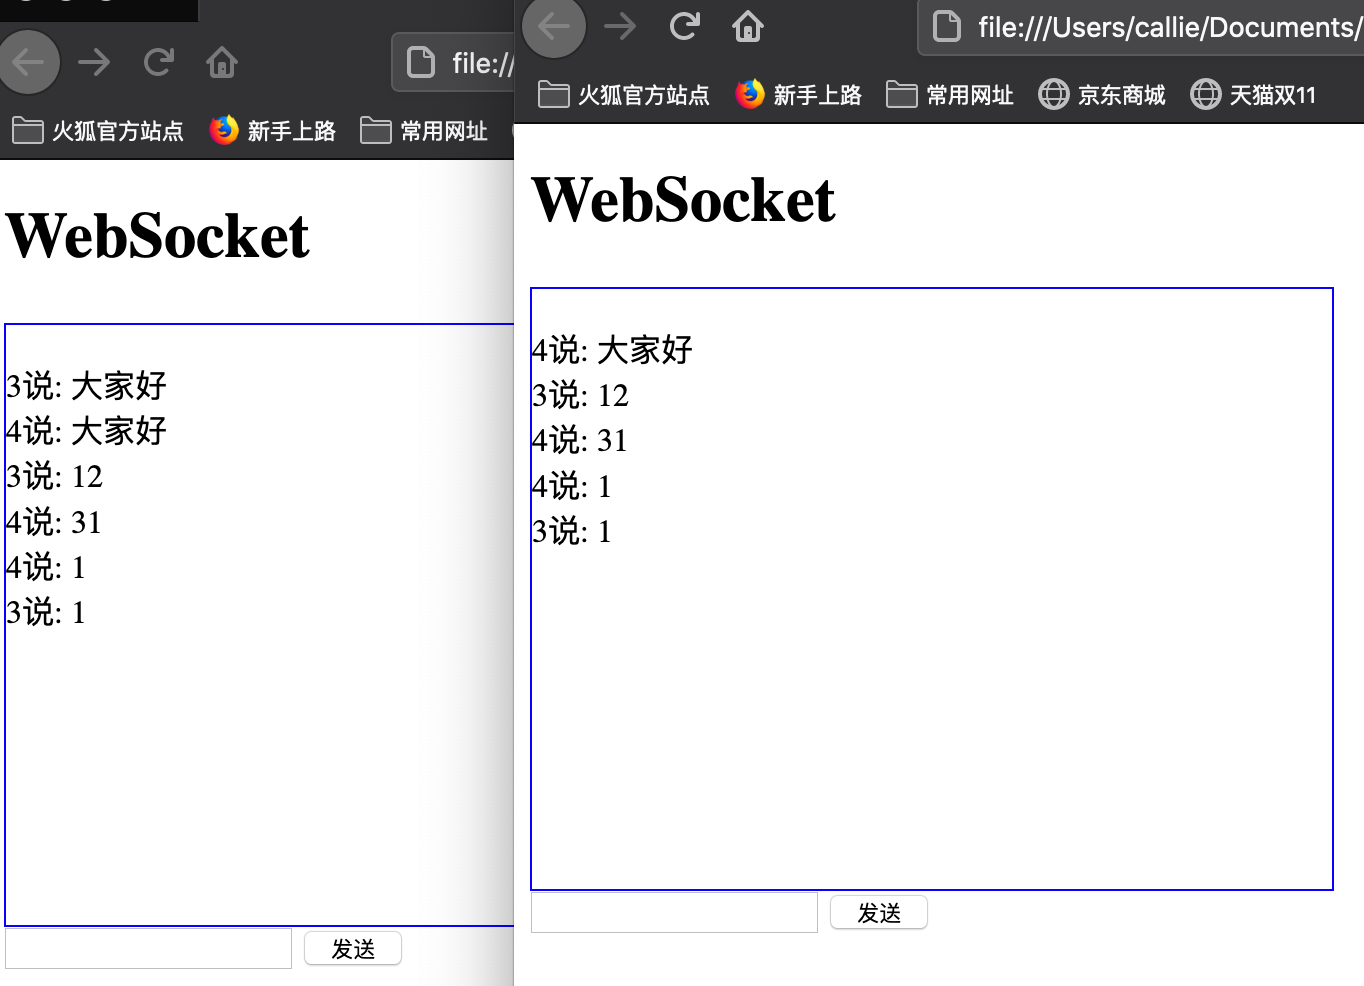 file://
火狐官方站点 新手上路 常用网址
WebSocket
3说: 大家好
4说: 大家好
3说: 12
4说: 31
4说: 1
3说: 1
发送
file:///Users/callie/Documents/
火狐官方站点 新手上路 常用网址 京东商城 天猫双11
WebSocket
4说: 大家好
3说: 12
4说: 31
4说: 1
3说: 1
发送